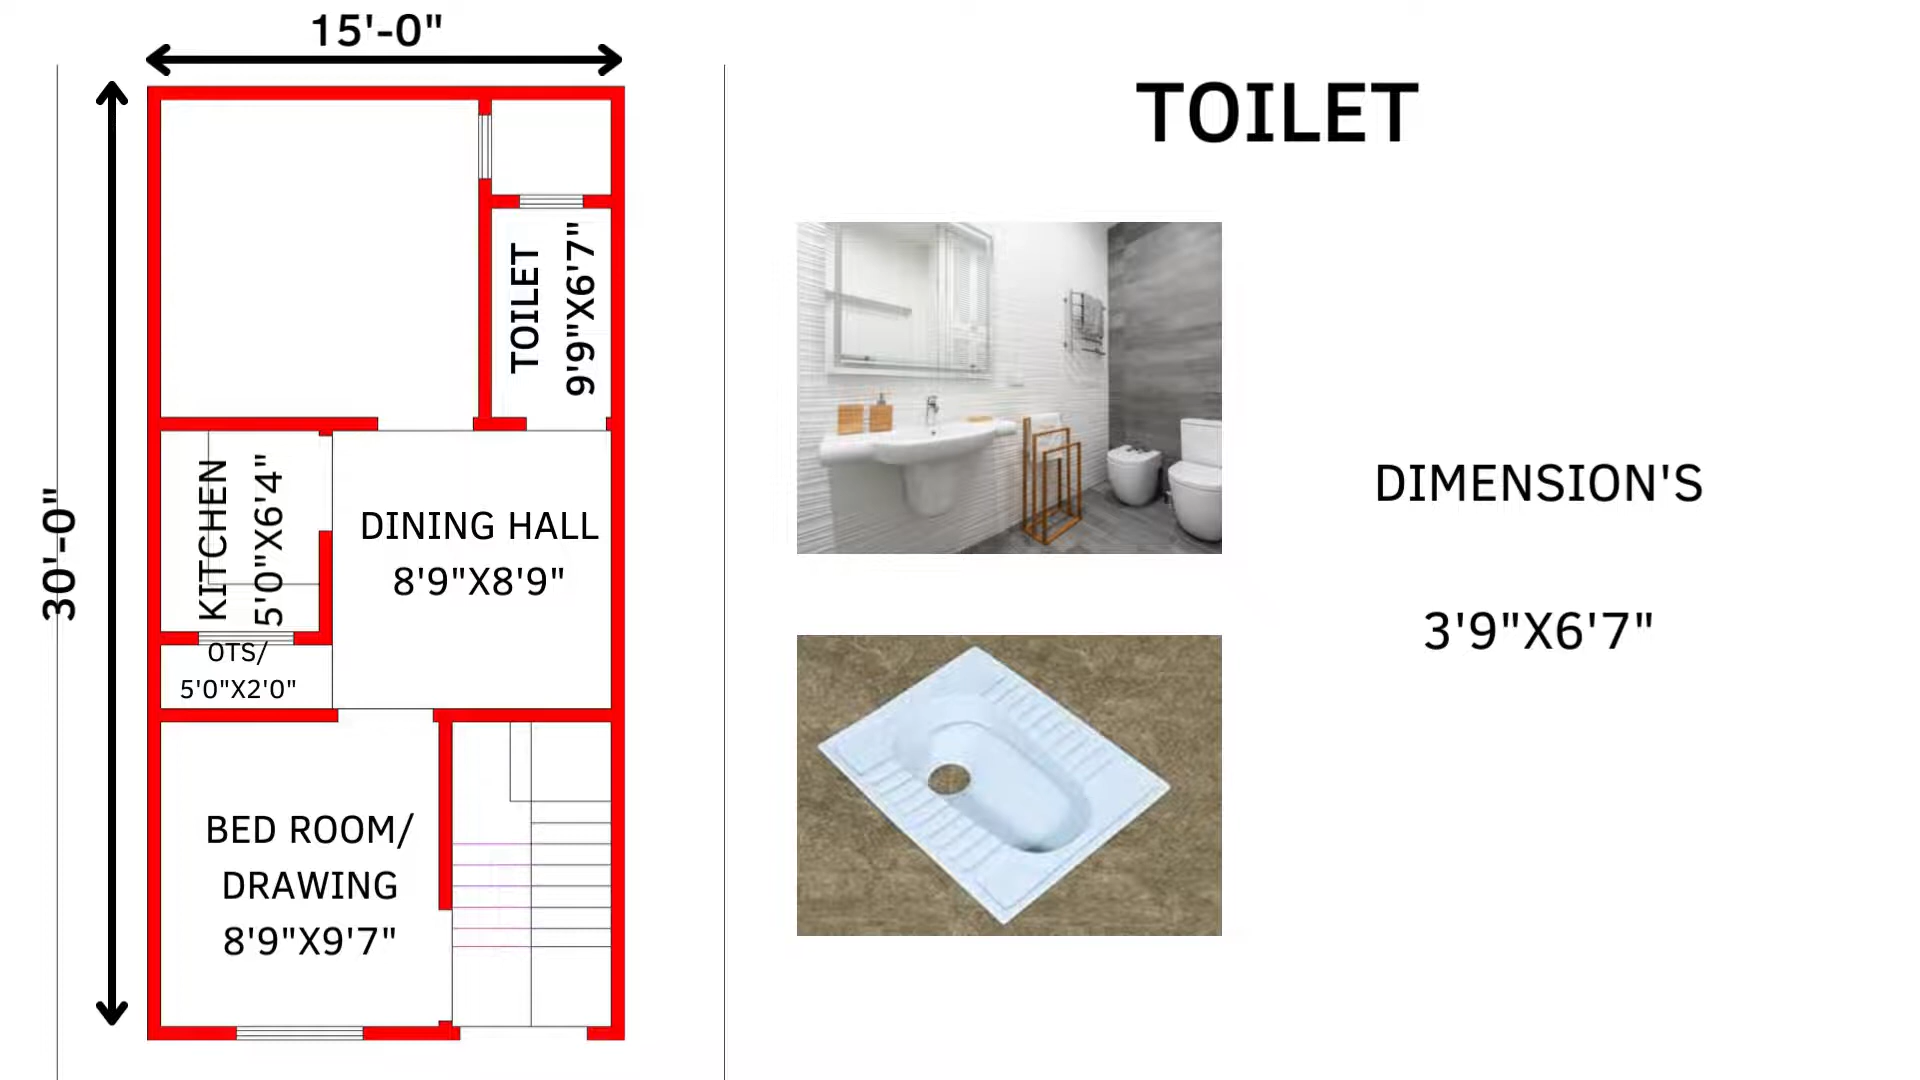 15'-0"
30'-0"
TOILET
9'9"X6'7"
KITCHEN
5'0"X6'4"
DINING HALL
8'9"X8'9"
OTS/
5'0"X2'0"
BED ROOM/
DRAWING
8'9"X9'7"
TOILET
DIMENSION'S
3'9"X6'7"